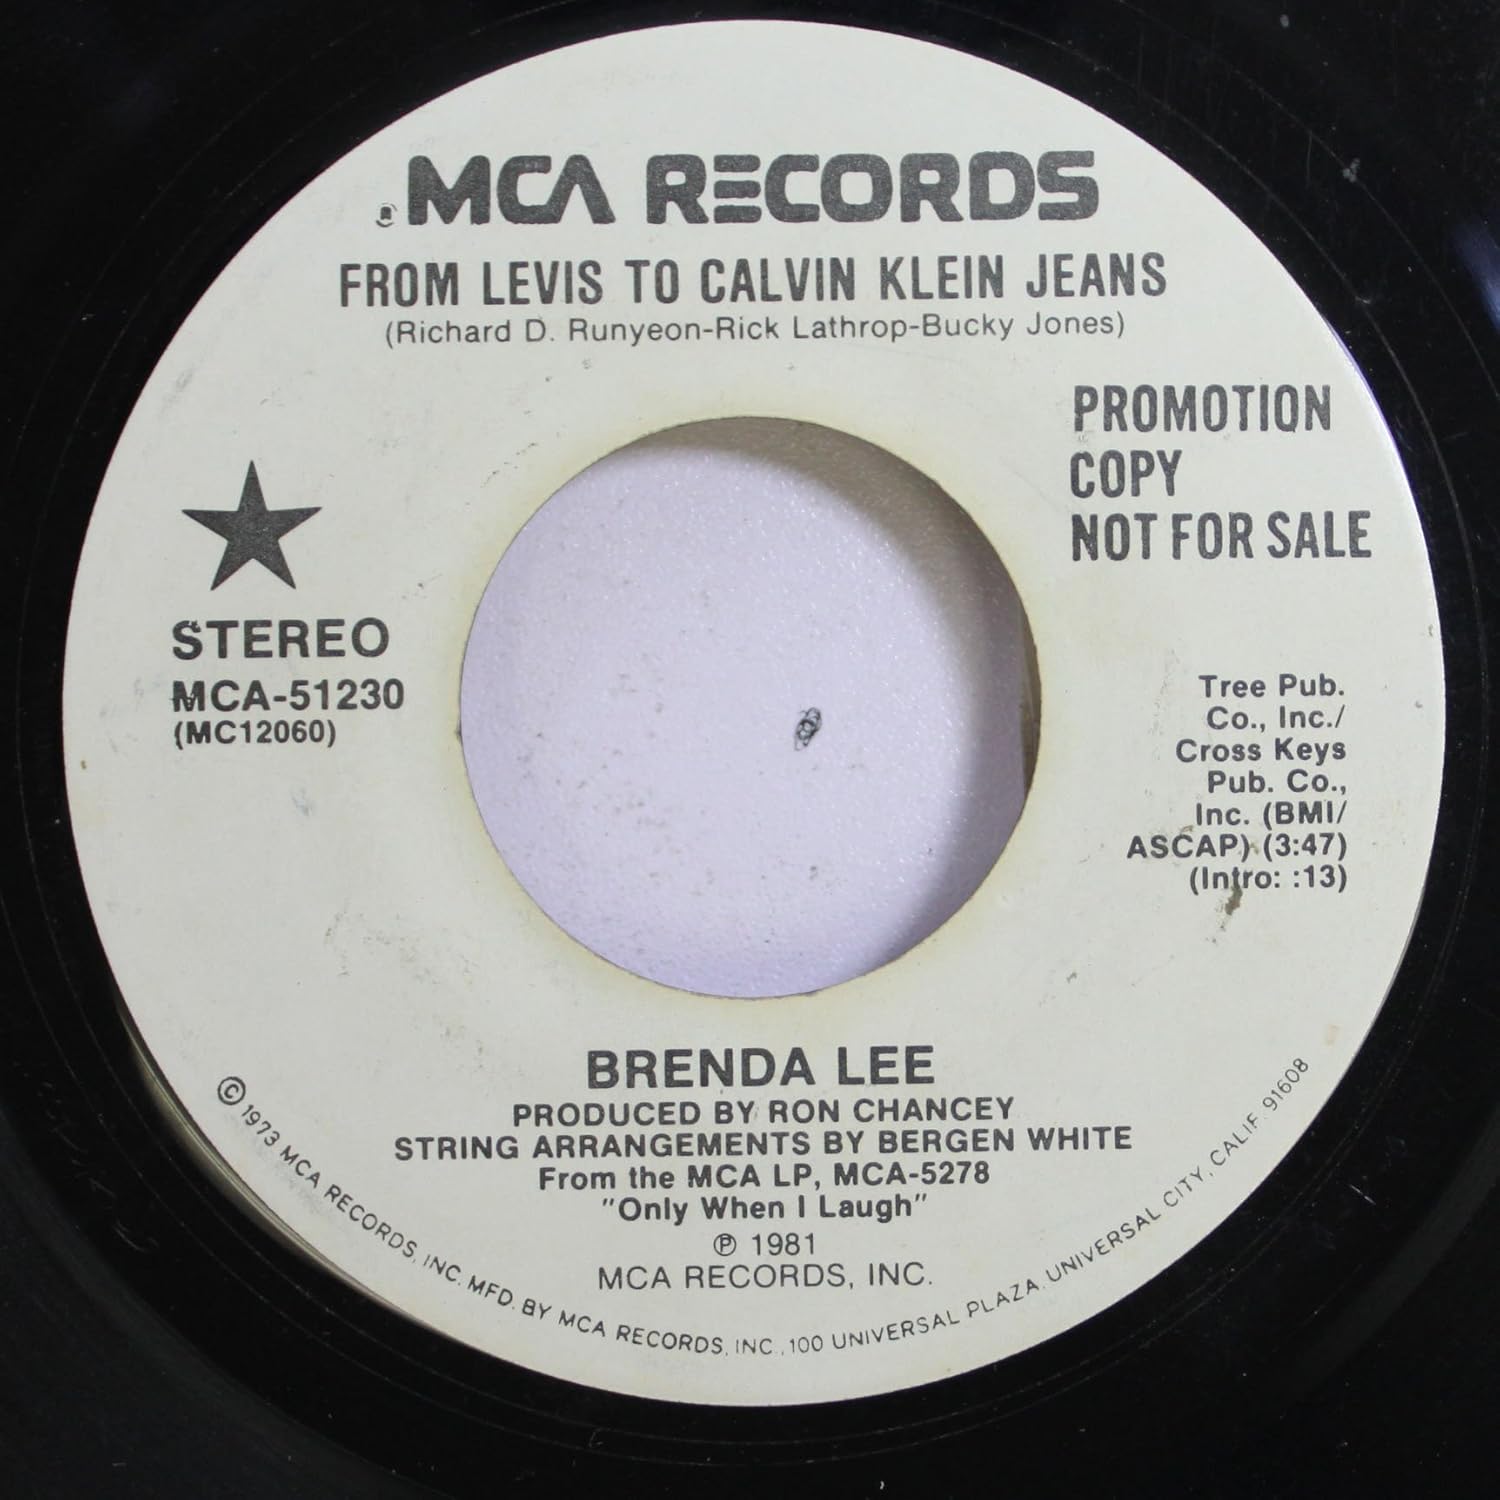 MCA RECORDS
FROM LEVIS TO CALVIN KLEIN JEANS
(Richard D. Runyeon-Rick Lathrop-Bucky Jones)
PROMOTION
COPY
NOT FOR SALE
STEREO
MCA-51230
(MC12060)
Tree Pub.
Co., Inc./
Cross Keys
Pub. Co.,
Inc. (BMI/
ASCAP) (3:47)
(Intro: :13)
BRENDA LEE
PRODUCED BY RON CHANCEY
STRING ARRANGEMENTS BY BERGEN WHITE
From the MCA LP, MCA-5278
"Only When I Laugh"
℗ 1981
MCA RECORDS, INC.
© 1973 MCA RECORDS, INC. MFD. BY MCA RECORDS, INC., 100 UNIVERSAL PLAZA, UNIVERSAL CITY, CALIF. 91608